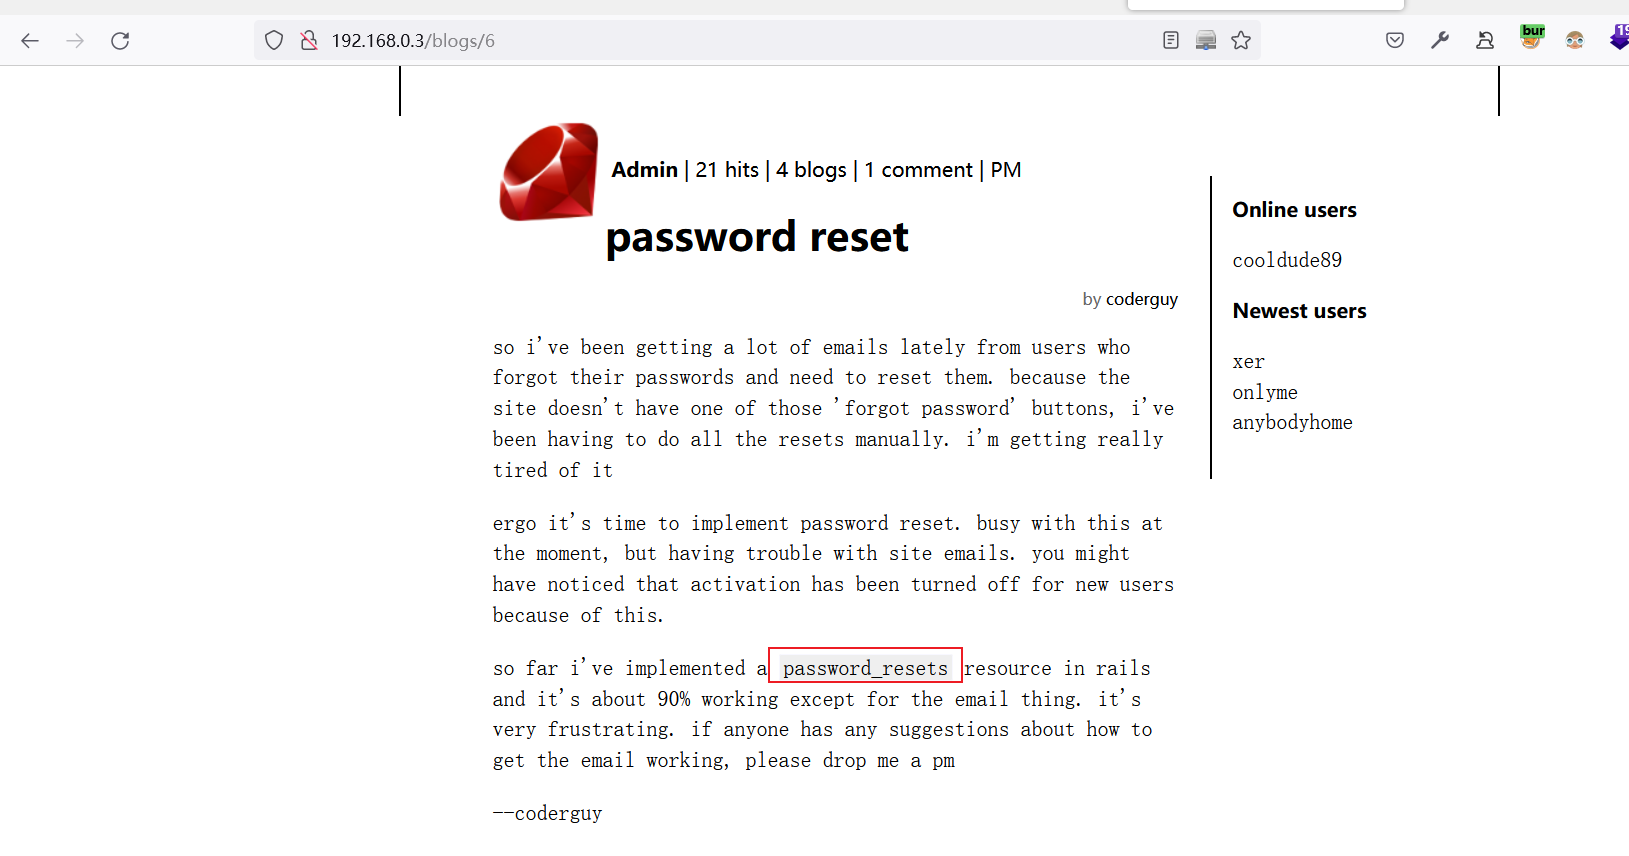 192.168.0.3/blogs/6
bur
19
Admin | 21 hits | 4 blogs | 1 comment | PM
password reset
by coderguy
so i've been getting a lot of emails lately from users who
forgot their passwords and need to reset them. because the
site doesn't have one of those 'forgot password' buttons, i've
been having to do all the resets manually. i'm getting really
tired of it
ergo it's time to implement password reset. busy with this at
the moment, but having trouble with site emails. you might
have noticed that activation has been turned off for new users
because of this.
so far i've implemented a password_resets resource in rails
and it's about 90% working except for the email thing. it's
very frustrating. if anyone has any suggestions about how to
get the email working, please drop me a pm
--coderguy
Online users
cooldude89
Newest users
xer
onlyme
anybodyhome